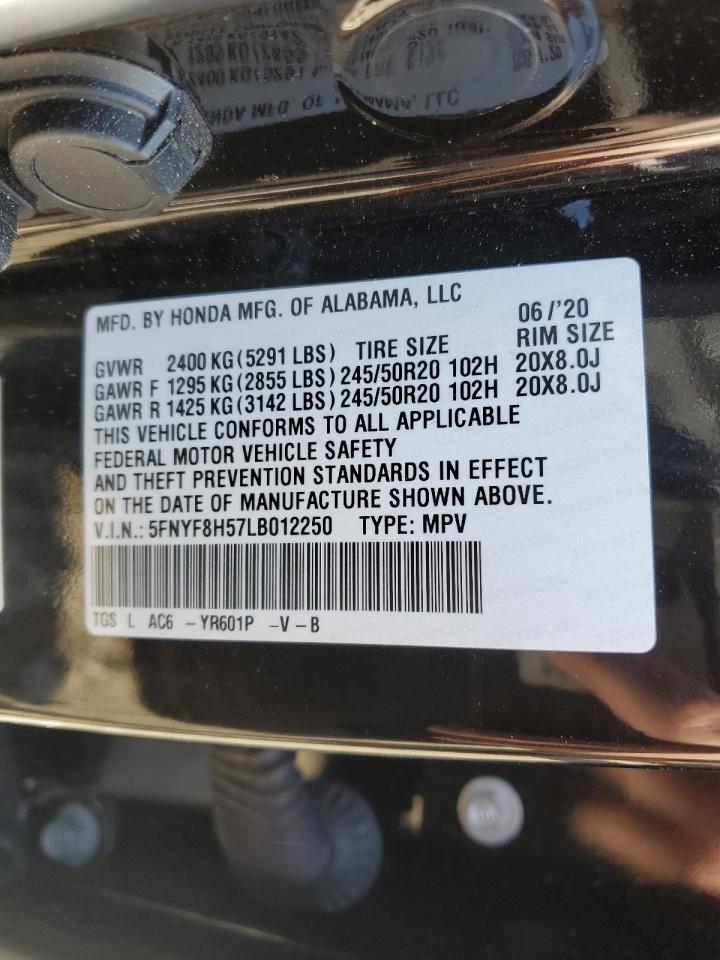 MFD. BY HONDA MFG. OF ALABAMA, LLC 06/'20
GVWR 2400 KG(5291 LBS) TIRE SIZE RIM SIZE
GAWR F 1295 KG(2855 LBS)245/50R20 102H 20X8.0J
GAWR R 1425 KG(3142 LBS)245/50R20 102H 20X8.0J
THIS VEHICLE CONFORMS TO ALL APPLICABLE
FEDERAL MOTOR VEHICLE SAFETY
AND THEFT PREVENTION STANDARDS IN EFFECT
ON THE DATE OF MANUFACTURE SHOWN ABOVE.
V.I.N.: 5FNYF8H57LB012250 TYPE: MPV
TGS L AC6 -YR601P -V-B